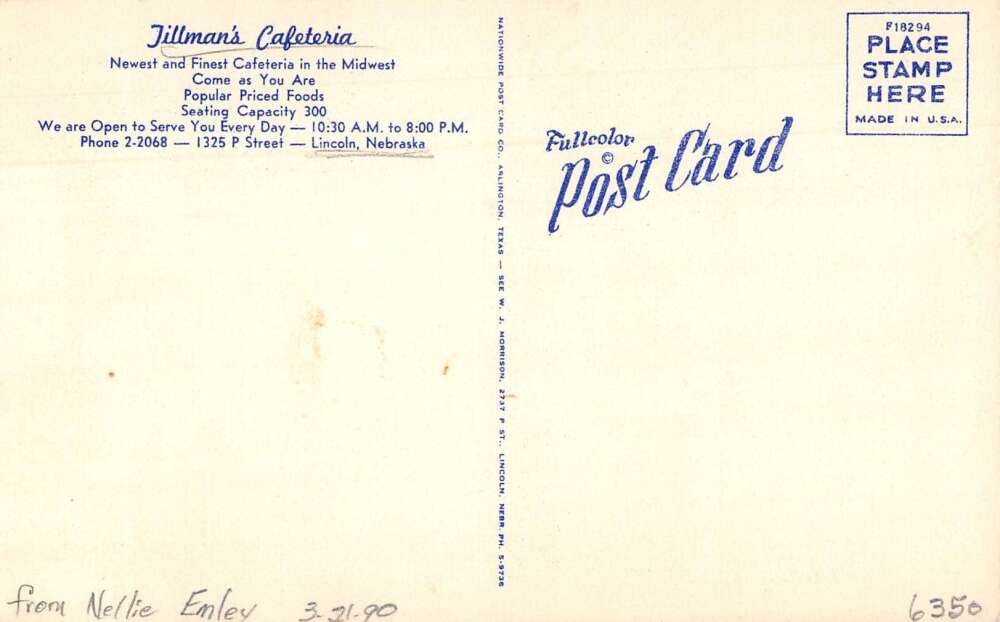 Tillman's Cafeteria
Newest and Finest Cafeteria in the Midwest
Come as You Are
Popular Priced Foods
Seating Capacity 300
We are Open to Serve You Every Day — 10:30 A.M. to 8:00 P.M.
Phone 2-2068 — 1325 P Street — Lincoln, Nebraska
NATIONWIDE POST CARD CO., ARLINGTON, TEXAS — SEE W. J. MORRISON, 2737 P ST., LINCOLN, NEBR. PH. 5-9736
Fullcolor
©
Post Card
F18294
PLACE
STAMP
HERE
MADE IN U.S.A.
from Nellie Emley 3-21-90
6350